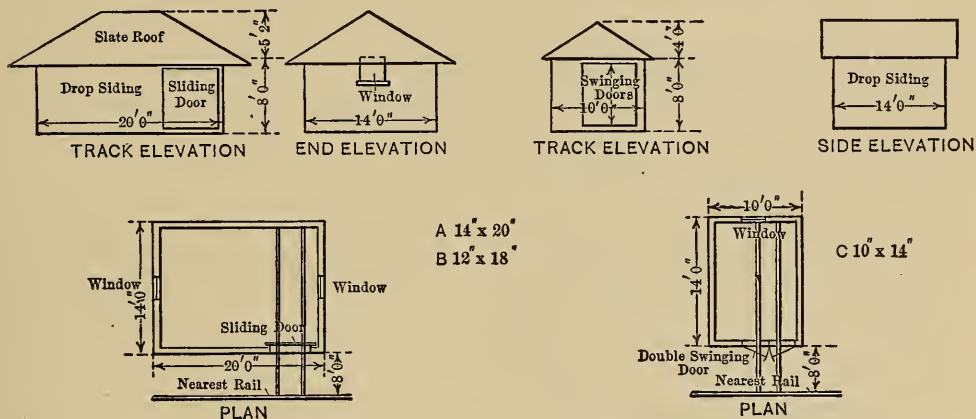 Slate Roof
5'2"
Drop Siding
Sliding
Door
8'0"
20'0"
TRACK ELEVATION
Window
14'0"
END ELEVATION
4'0"
Swinging
Doors
10'0"
8'0"
TRACK ELEVATION
Drop Siding
14'0"
SIDE ELEVATION
Window
14'0"
Window
Sliding Door
20'0"
8'0"
Nearest Rail
PLAN
A 14" x 20"
B 12" x 18"
10'0"
Window
14'0"
Double Swinging
Door
8'0"
Nearest Rail
PLAN
C 10" x 14"